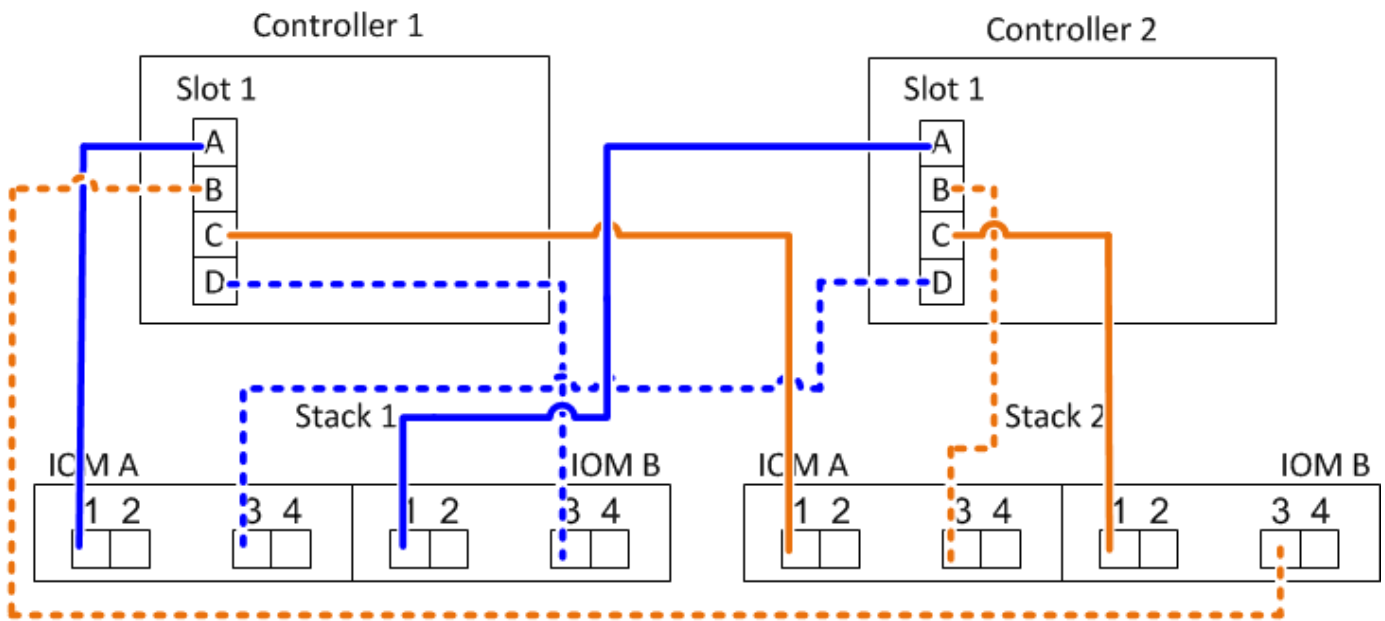 Controller 1
Controller 2
Slot 1
Slot 1
A
A
B
B
C
C
D
D
Stack 1
Stack 2
IOM A
IOM B
IOM A
IOM B
1 2 3 4 1 2 3 4 1 2 3 4 1 2 3 4